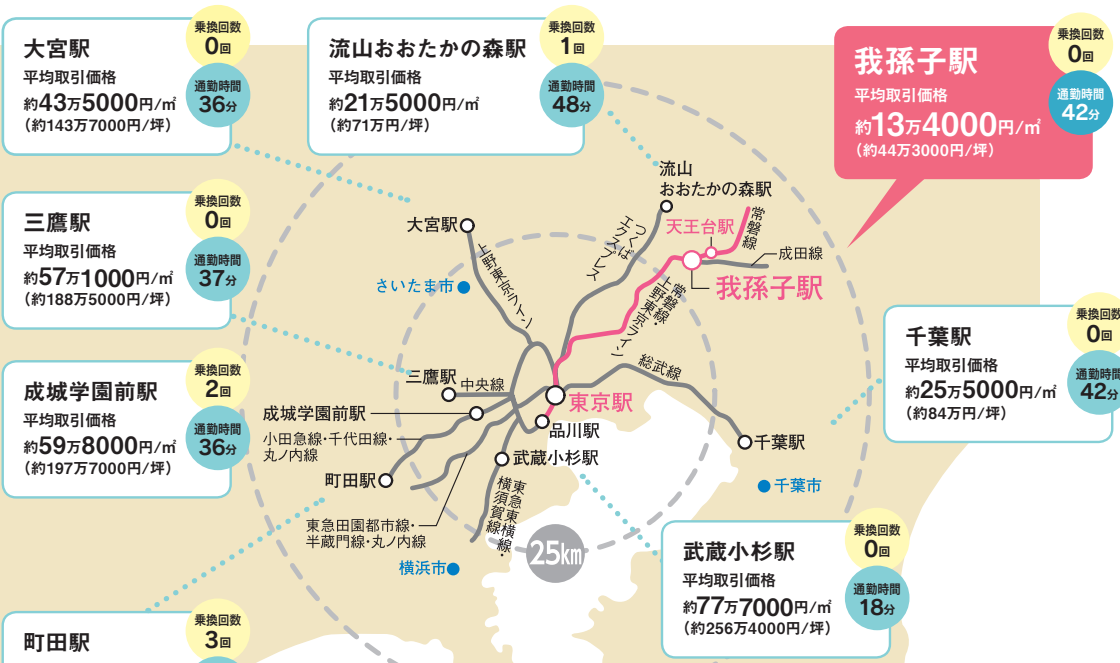 大宮駅
平均取引価格
約43万5000円/㎡
（約143万7000円/坪）
乗換回数
0回
通勤時間
36分
流山おおたかの森駅
平均取引価格
約21万5000円/㎡
（約71万円/坪）
乗換回数
1回
通勤時間
48分
我孫子駅
平均取引価格
約13万4000円/㎡
（約44万3000円/坪）
乗換回数
0回
通勤時間
42分
三鷹駅
平均取引価格
約57万1000円/㎡
（約188万5000円/坪）
乗換回数
0回
通勤時間
37分
成城学園前駅
平均取引価格
約59万8000円/㎡
（約197万7000円/坪）
乗換回数
2回
通勤時間
36分
町田駅
乗換回数
3回
千葉駅
平均取引価格
約25万5000円/㎡
（約84万円/坪）
乗換回数
0回
通勤時間
42分
武蔵小杉駅
平均取引価格
約77万7000円/㎡
（約256万4000円/坪）
乗換回数
0回
通勤時間
18分
流山
おおたかの森駅
大宮駅
つくば
エクスプレス
天王台駅
常磐線
成田線
我孫子駅
上野東京ライン
さいたま市
常磐線・
上野東京ライン
総武線
三鷹駅
中央線
東京駅
成城学園前駅
品川駅
小田急線・千代田線・
丸ノ内線
武蔵小杉駅
千葉駅
町田駅
千葉市
東急東横線・
横須賀線
東急田園都市線・
半蔵門線・丸ノ内線
25km
横浜市